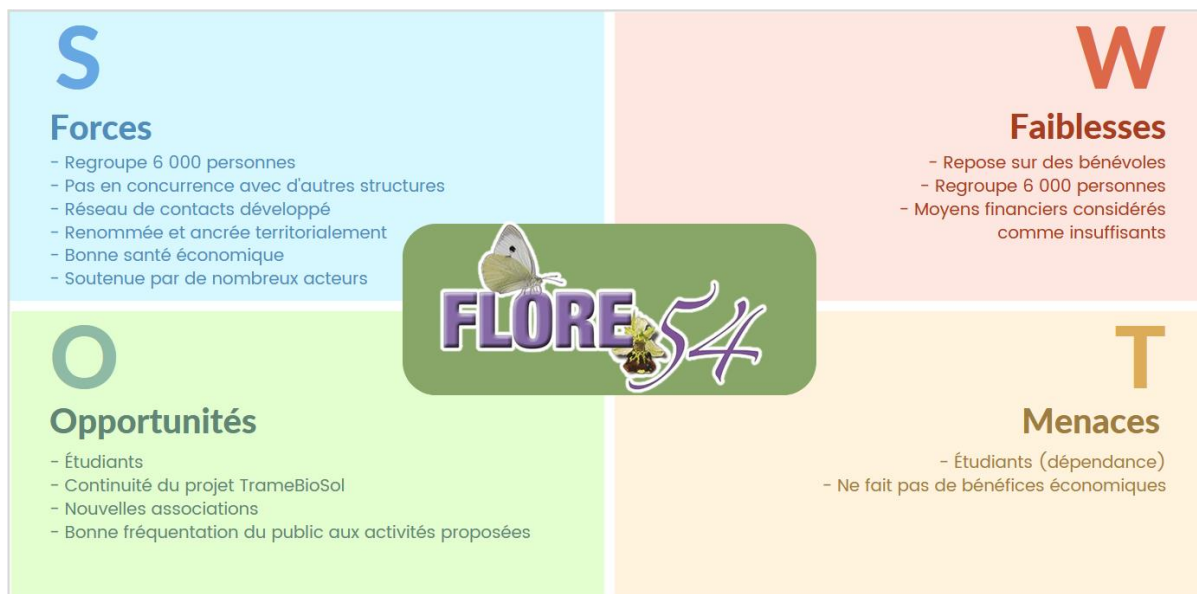 S
Forces
- Regroupe 6 000 personnes
- Pas en concurrence avec d'autres structures
- Réseau de contacts développé
- Renommée et ancrée territorialement
- Bonne santé économique
- Soutenue par de nombreux acteurs
W
Faiblesses
- Repose sur des bénévoles
- Regroupe 6 000 personnes
- Moyens financiers considérés
comme insuffisants
FLORE 54
O
Opportunités
- Étudiants
- Continuité du projet TrameBioSol
- Nouvelles associations
- Bonne fréquentation du public aux activités proposées
T
Menaces
- Étudiants (dépendance)
- Ne fait pas de bénéfices économiques